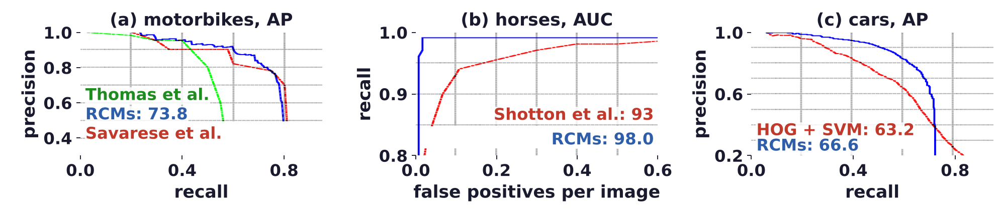 (a) motorbikes, AP
precision
1.0
0.8
0.6
0.4
Thomas et al.
RCMs: 73.8
Savarese et al.
0.0 0.4 0.8
recall
(b) horses, AUC
recall
1.0
0.9
0.8
Shotton et al.: 93
RCMs: 98.0
0.0 0.2 0.4 0.6
false positives per image
(c) cars, AP
precision
1.0
0.6
0.2
HOG + SVM: 63.2
RCMs: 66.6
0.0 0.4 0.8
recall